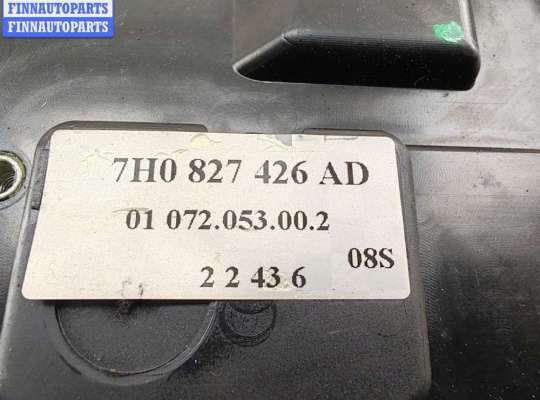 FINNAUTOPARTS
FINNAUTOPARTS
7H0 827 426 AD
01 072.053.00.2
08S
2 2 43 6